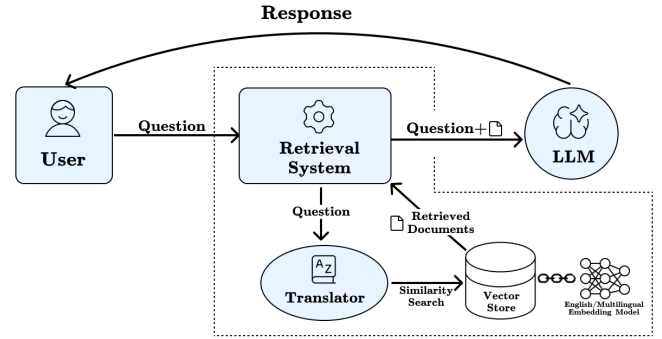 Response
User
Question
Retrieval
System
Question+
LLM
Question
Retrieved
Documents
A Z
Translator
Similarity
Search
Vector
Store
English/Multilingual
Embedding Model